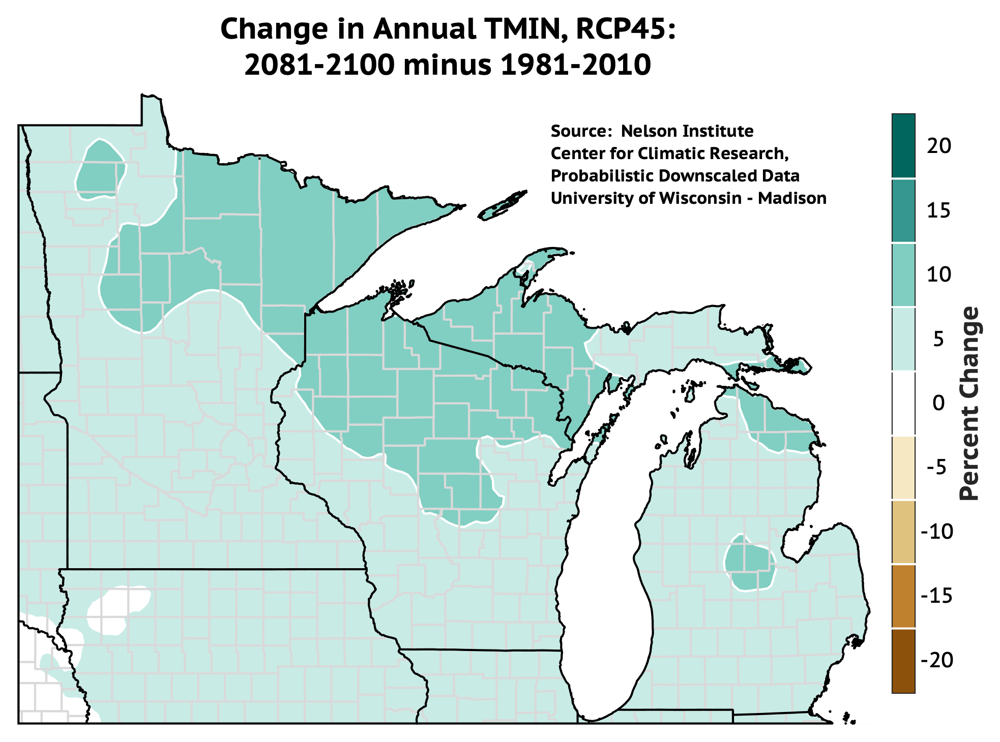 Change in Annual TMIN, RCP45:
2081-2100 minus 1981-2010
Source:  Nelson Institute
Center for Climatic Research,
Probabilistic Downscaled Data
University of Wisconsin - Madison
20
15
10
5
0
-5
-10
-15
-20
Percent Change